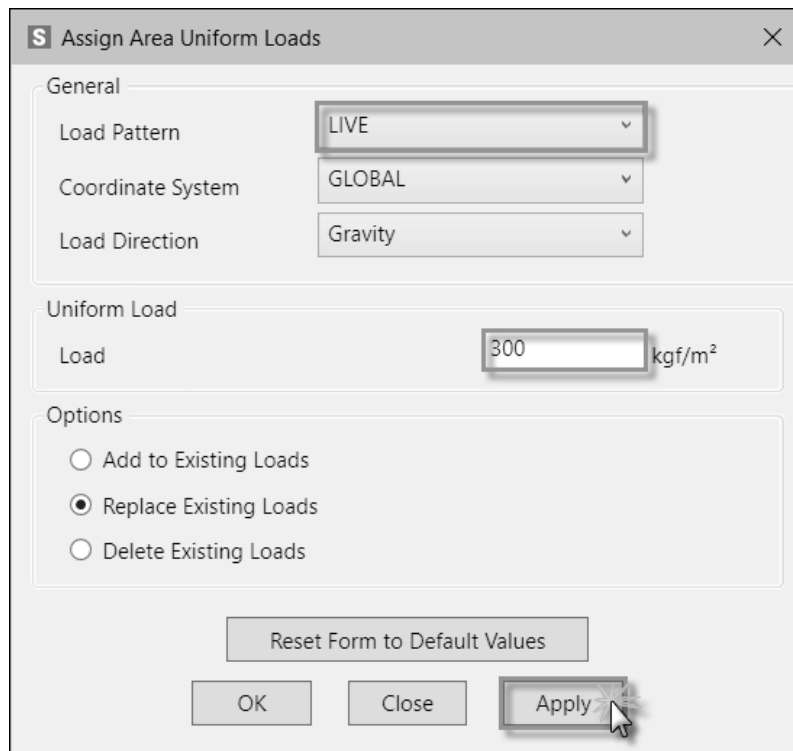 S Assign Area Uniform Loads
General
Load Pattern LIVE
Coordinate System GLOBAL
Load Direction Gravity
Uniform Load
Load 300 kgf/m²
Options
Add to Existing Loads
Replace Existing Loads
Delete Existing Loads
Reset Form to Default Values
OK Close Apply